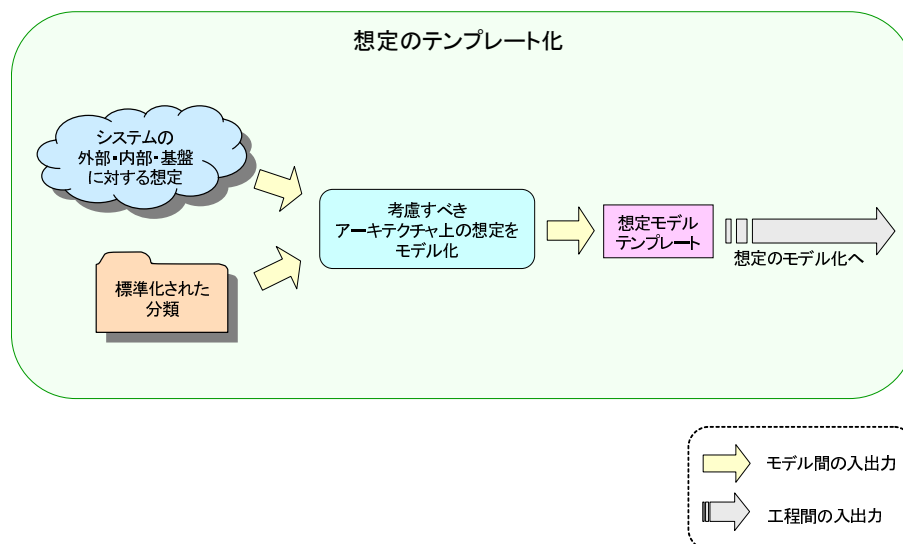 想定のテンプレート化
システムの
外部・内部・基盤
に対する想定
考慮すべき
アーキテクチャ上の想定を
モデル化
想定モデル
テンプレート
想定のモデル化へ
標準化された
分類
モデル間の入出力
工程間の入出力